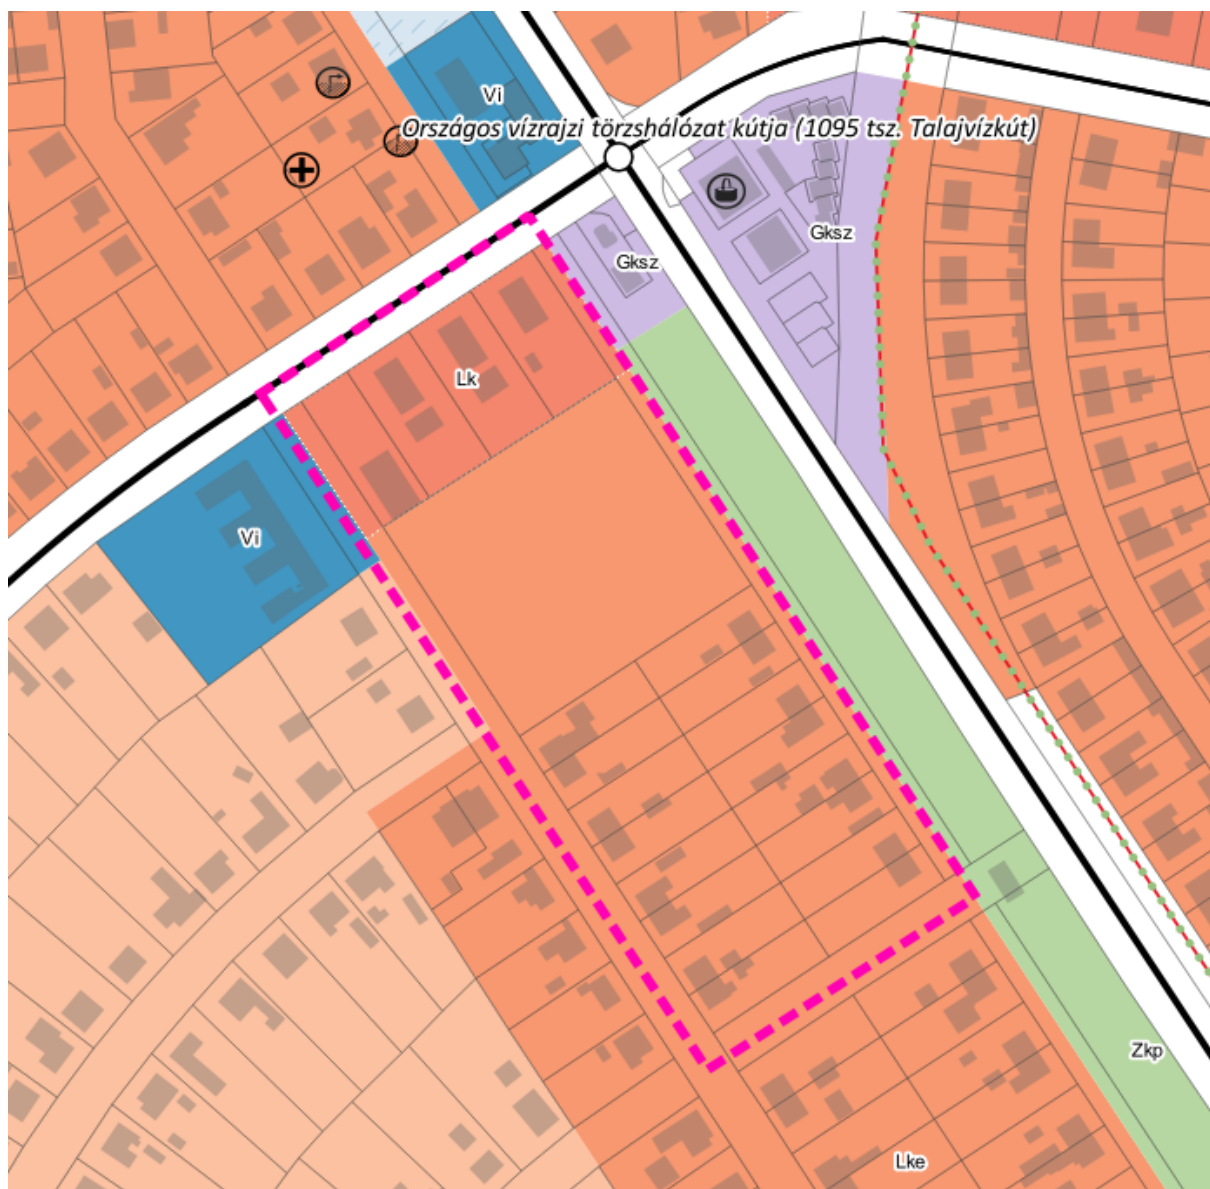 Vi
Országos vízrajzi törzshálózat kútja (1095 tsz. Talajvízkút)
Gksz
Gksz
Lk
Vi
Zkp
Lke